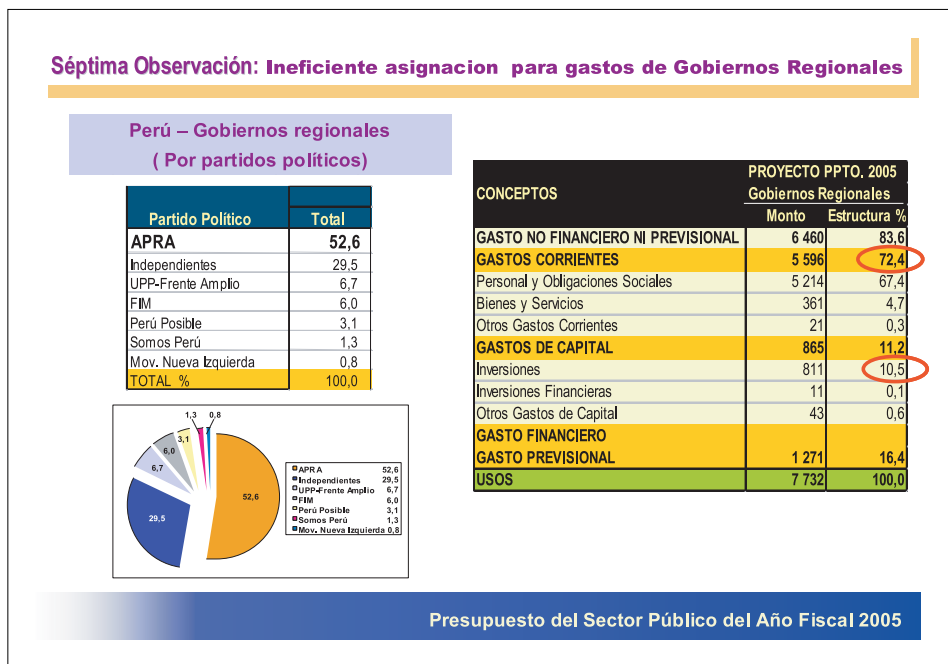 Séptima Observación: Ineficiente asignacion para gastos de Gobiernos Regionales
Perú – Gobiernos regionales
( Por partidos políticos)
Partido Político Total
APRA 52,6
Independientes 29,5
UPP-Frente Amplio 6,7
FIM 6,0
Perú Posible 3,1
Somos Perú 1,3
Mov. Nueva Izquierda 0,8
TOTAL % 100,0
1,3 0,8
3,1
6,0
6,7
29,5
52,6
APRA 52,6
Independientes 29,5
UPP-Frente Amplio 6,7
FIM 6,0
Perú Posible 3,1
Somos Perú 1,3
Mov. Nueva Izquierda 0,8
PROYECTO PPTO. 2005
CONCEPTOS Gobiernos Regionales
Monto Estructura %
GASTO NO FINANCIERO NI PREVISIONAL 6 460 83,6
GASTOS CORRIENTES 5 596 72,4
Personal y Obligaciones Sociales 5 214 67,4
Bienes y Servicios 361 4,7
Otros Gastos Corrientes 21 0,3
GASTOS DE CAPITAL 865 11,2
Inversiones 811 10,5
Inversiones Financieras 11 0,1
Otros Gastos de Capital 43 0,6
GASTO FINANCIERO
GASTO PREVISIONAL 1 271 16,4
USOS 7 732 100,0
Presupuesto del Sector Público del Año Fiscal 2005